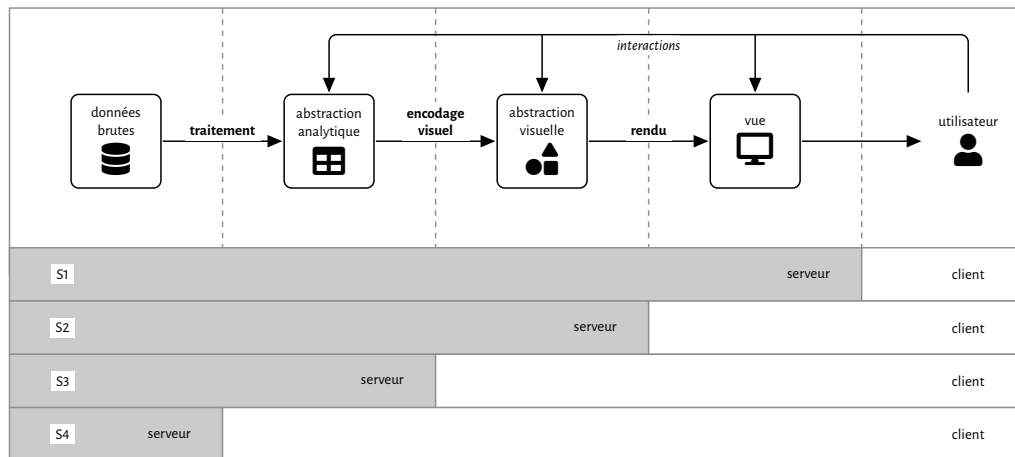 interactions
données
brutes
traitement
abstraction
analytique
encodage
visuel
abstraction
visuelle
rendu
vue
utilisateur
S1 serveur client
S2 serveur client
S3 serveur client
S4 serveur client